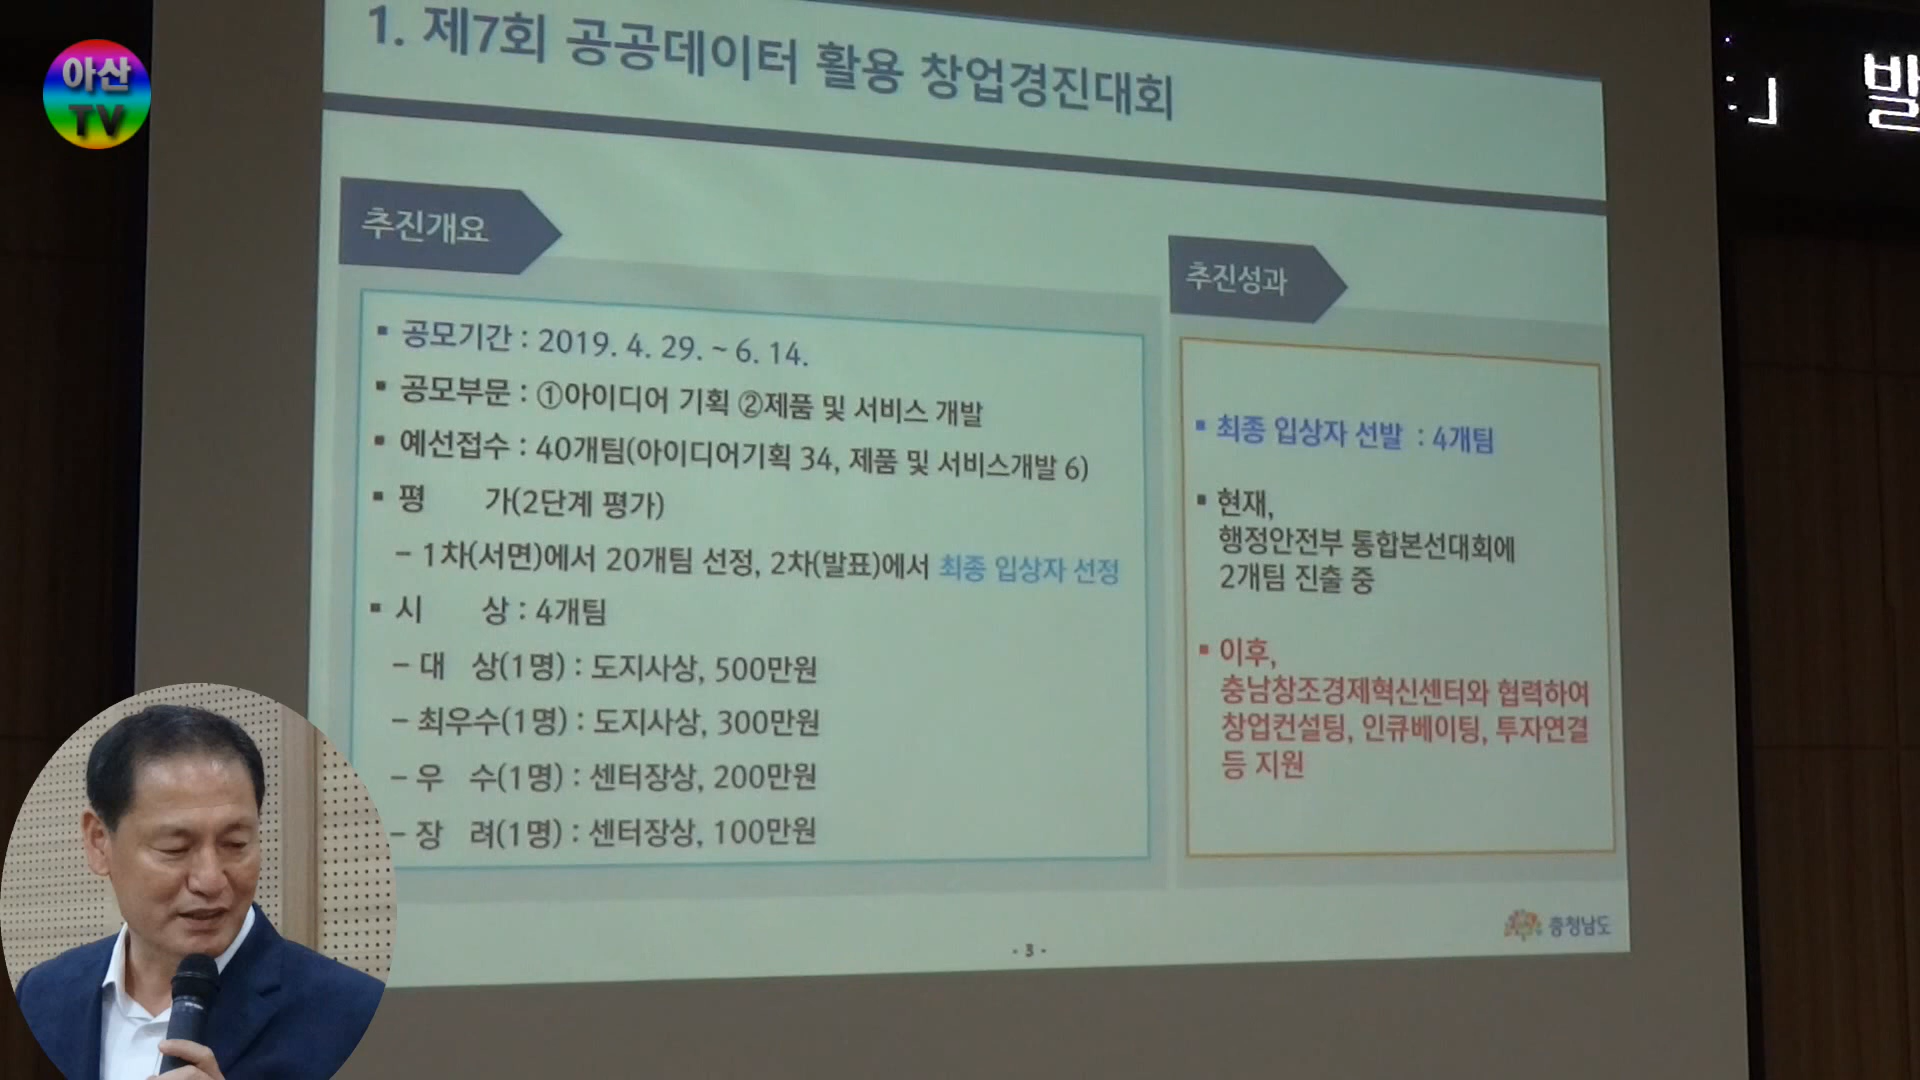 아산
TV
1. 제7회 공공데이터 활용 창업경진대회
」 발
추진개요
▪ 공모기간 : 2019. 4. 29. ~ 6. 14.
▪ 공모부문 : ①아이디어 기획 ②제품 및 서비스 개발
▪ 예선접수 : 40개팀(아이디어기획 34, 제품 및 서비스개발 6)
▪ 평 가(2단계 평가)
– 1차(서면)에서 20개팀 선정, 2차(발표)에서 최종 입상자 선정
▪ 시 상 : 4개팀
– 대 상(1명) : 도지사상, 500만원
– 최우수(1명) : 도지사상, 300만원
– 우 수(1명) : 센터장상, 200만원
– 장 려(1명) : 센터장상, 100만원
추진성과
▪ 최종 입상자 선발 : 4개팀
▪ 현재,
행정안전부 통합본선대회에
2개팀 진출 중
▪ 이후,
충남창조경제혁신센터와 협력하여
창업컨설팅, 인큐베이팅, 투자연결
등 지원
충청남도
- 3 -